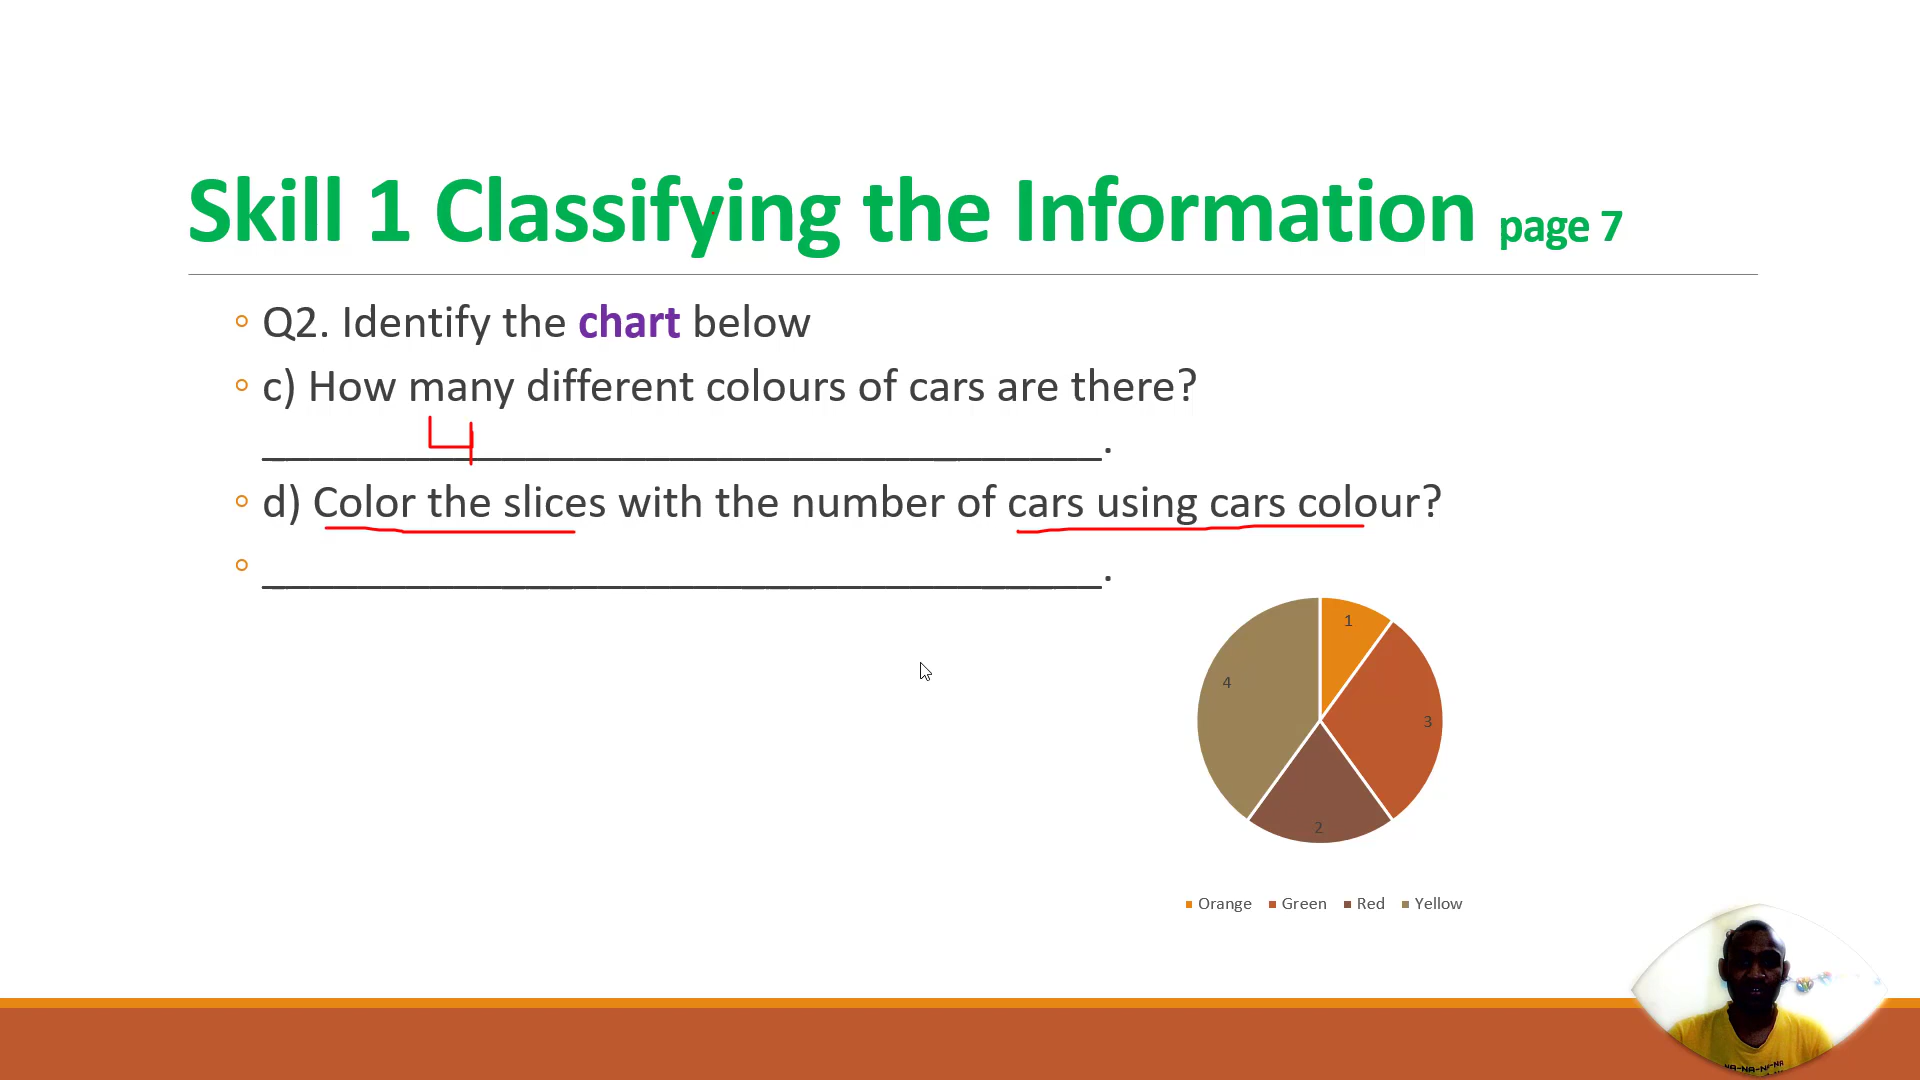 Skill 1 Classifying the Information page 7
Q2. Identify the chart below
c) How many different colours of cars are there?
4
___________________________________.
d) Color the slices with the number of cars using cars colour?
___________________________________.
1
4
3
2
Orange Green Red Yellow